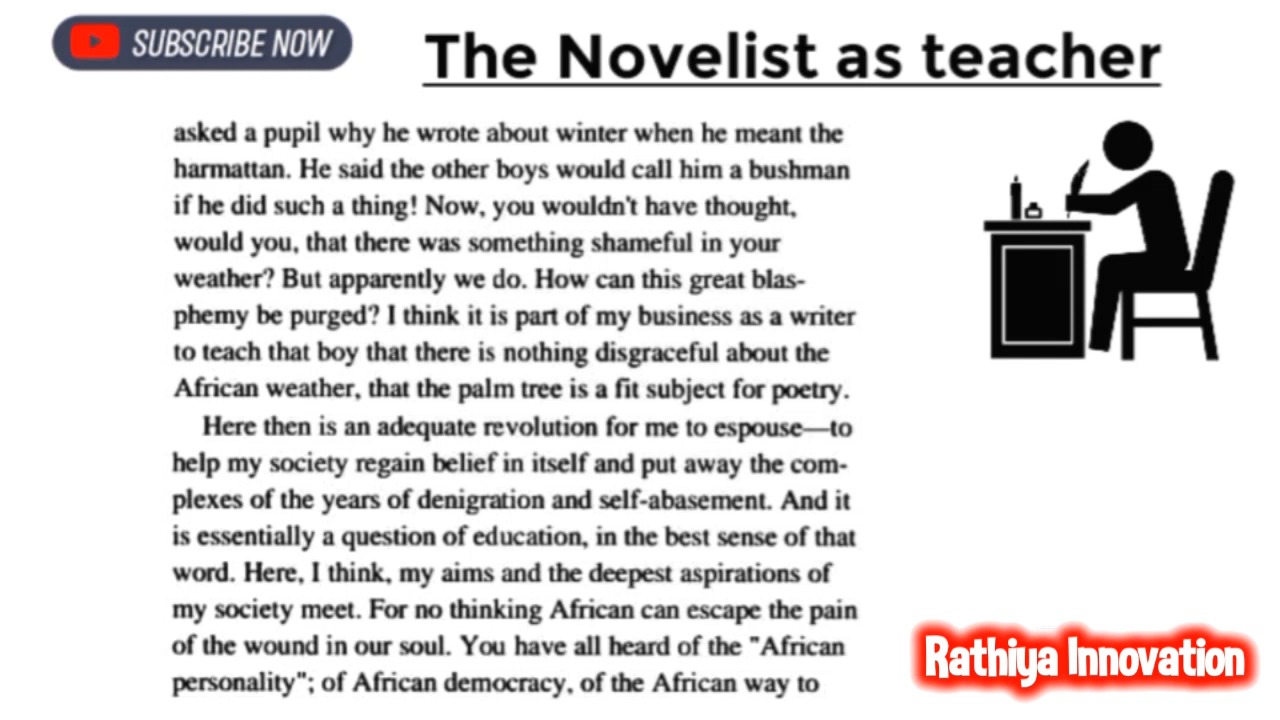 SUBSCRIBE NOW
The Novelist as teacher
asked a pupil why he wrote about winter when he meant the
harmattan. He said the other boys would call him a bushman
if he did such a thing! Now, you wouldn't have thought,
would you, that there was something shameful in your
weather? But apparently we do. How can this great blas-
phemy be purged? I think it is part of my business as a writer
to teach that boy that there is nothing disgraceful about the
African weather, that the palm tree is a fit subject for poetry.
Here then is an adequate revolution for me to espouse—to
help my society regain belief in itself and put away the com-
plexes of the years of denigration and self-abasement. And it
is essentially a question of education, in the best sense of that
word. Here, I think, my aims and the deepest aspirations of
my society meet. For no thinking African can escape the pain
of the wound in our soul. You have all heard of the "African
personality"; of African democracy, of the African way to
Rathiya Innovation